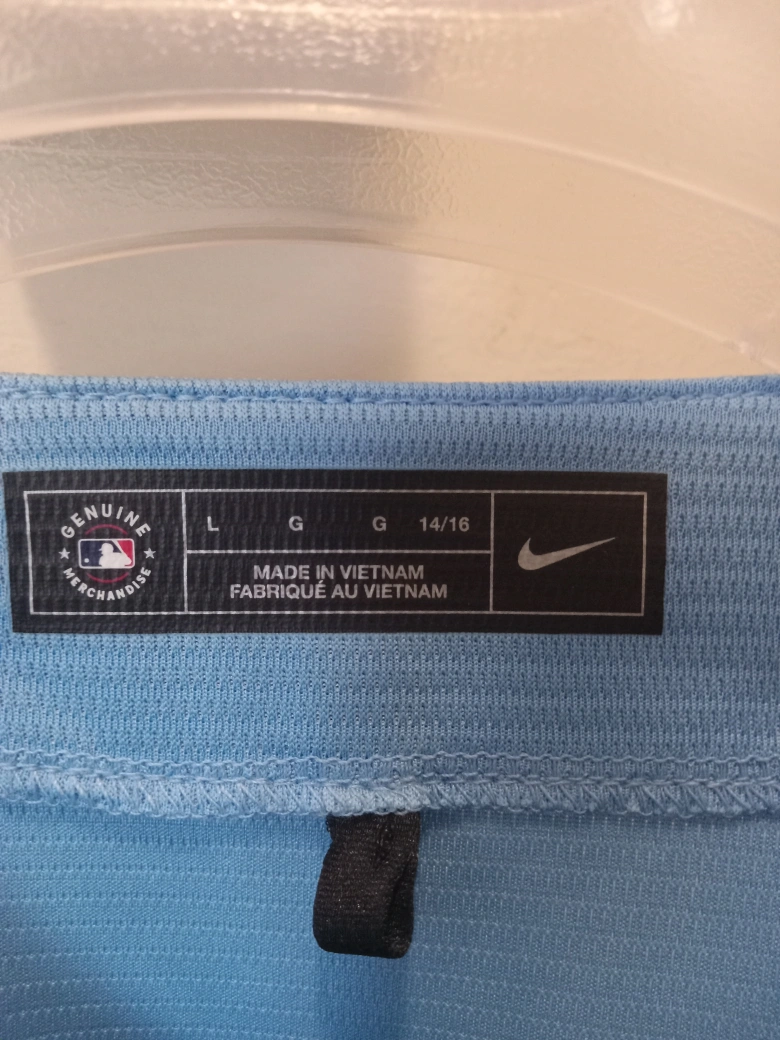 GENUINE
MERCHANDISE
L G G 14/16
MADE IN VIETNAM
FABRIQUÉ AU VIETNAM